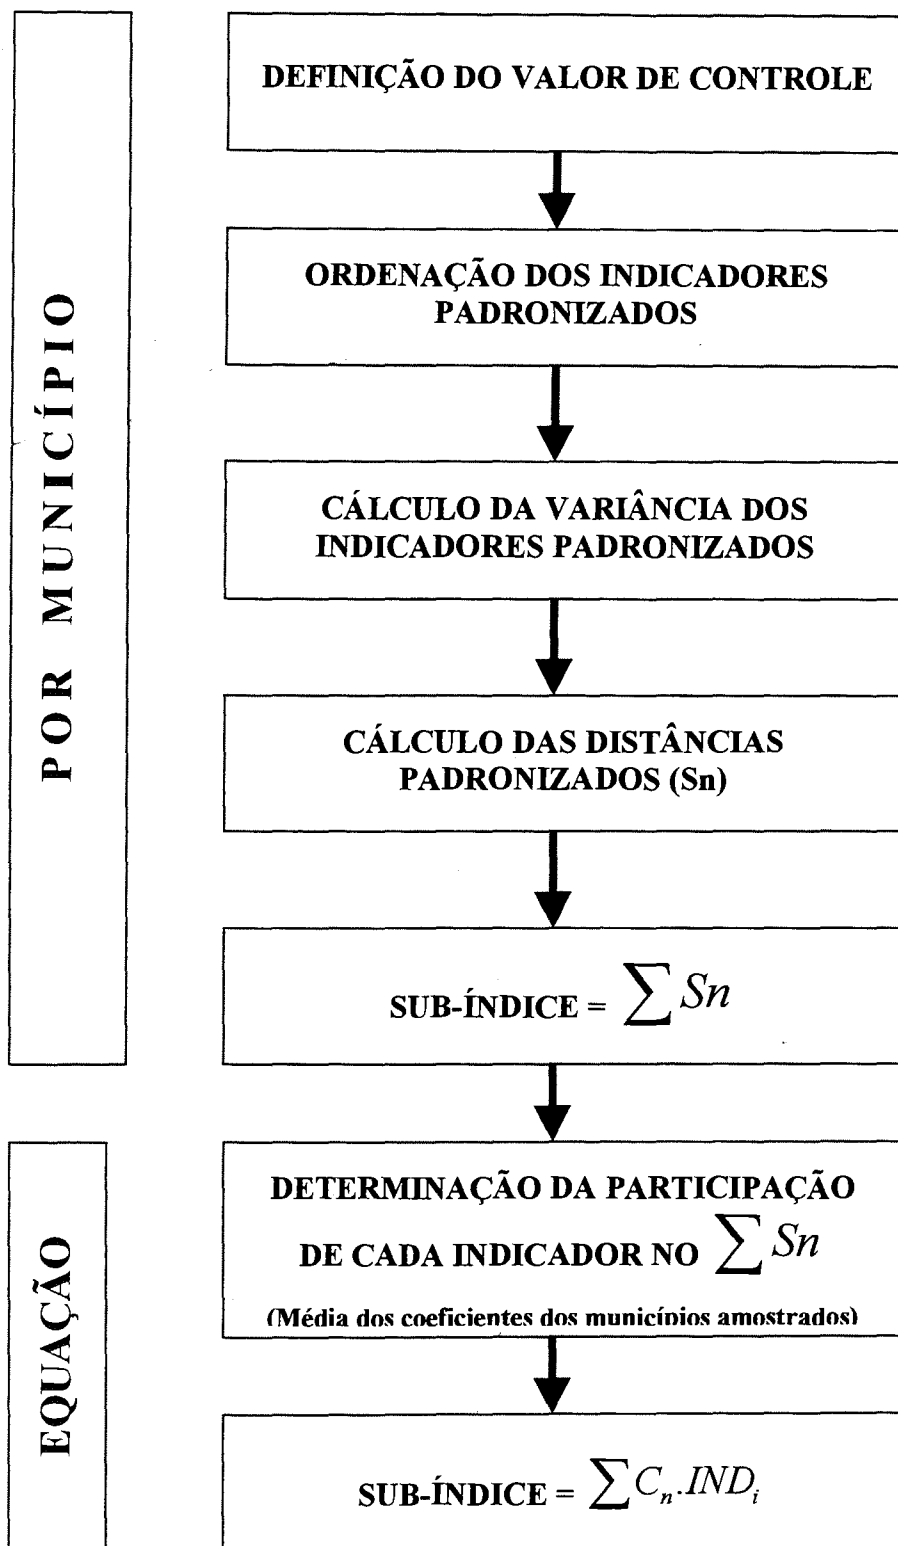 POR MUNICÍPIO
DEFINIÇÃO DO VALOR DE CONTROLE
ORDENAÇÃO DOS INDICADORES
PADRONIZADOS
CÁLCULO DA VARIÂNCIA DOS
INDICADORES PADRONIZADOS
CÁLCULO DAS DISTÂNCIAS
PADRONIZADOS (Sn)
SUB-ÍNDICE = ∑ Sn
EQUAÇÃO
DETERMINAÇÃO DA PARTICIPAÇÃO
DE CADA INDICADOR NO ∑ Sn
(Média dos coeficientes dos municípios amostrados)
SUB-ÍNDICE = ∑ Cₙ.INDᵢ